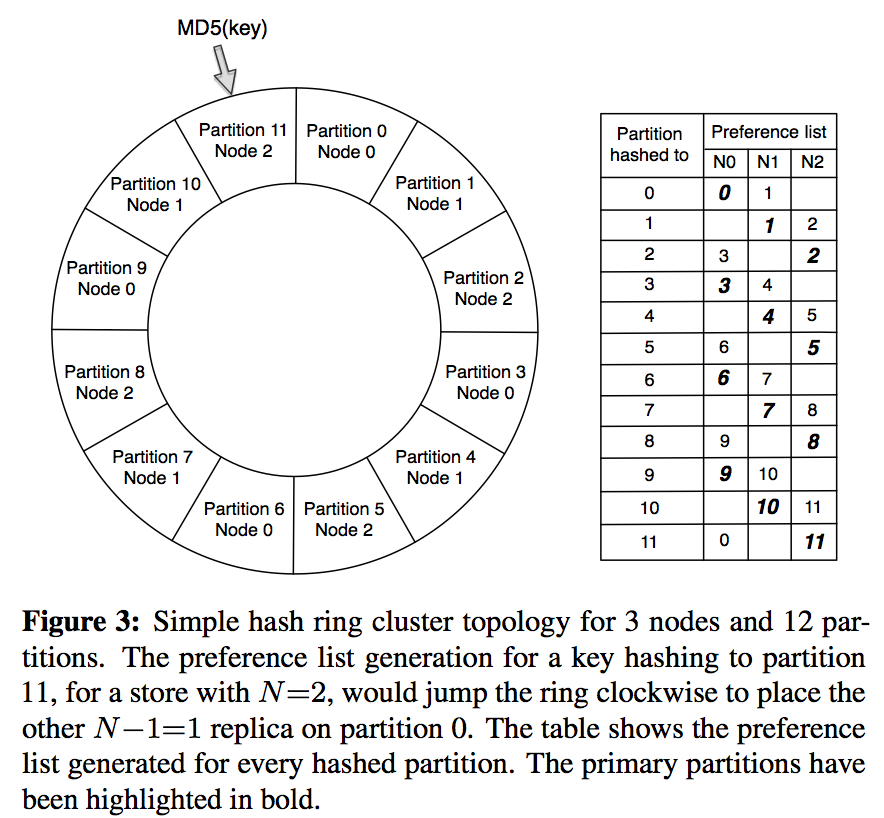 MD5(key)
Partition 11
Node 2
Partition 0
Node 0
Partition 10
Node 1
Partition 1
Node 1
Partition 9
Node 0
Partition 2
Node 2
Partition 8
Node 2
Partition 3
Node 0
Partition 7
Node 1
Partition 4
Node 1
Partition 6
Node 0
Partition 5
Node 2
Partition
hashed to
Preference list
N0 N1 N2
0 0 1
1 1 2
2 3 2
3 3 4
4 4 5
5 6 5
6 6 7
7 7 8
8 9 8
9 9 10
10 10 11
11 0 11
Figure 3: Simple hash ring cluster topology for 3 nodes and 12 par-
titions. The preference list generation for a key hashing to partition
11, for a store with N=2, would jump the ring clockwise to place the
other N−1=1 replica on partition 0. The table shows the preference
list generated for every hashed partition. The primary partitions have
been highlighted in bold.